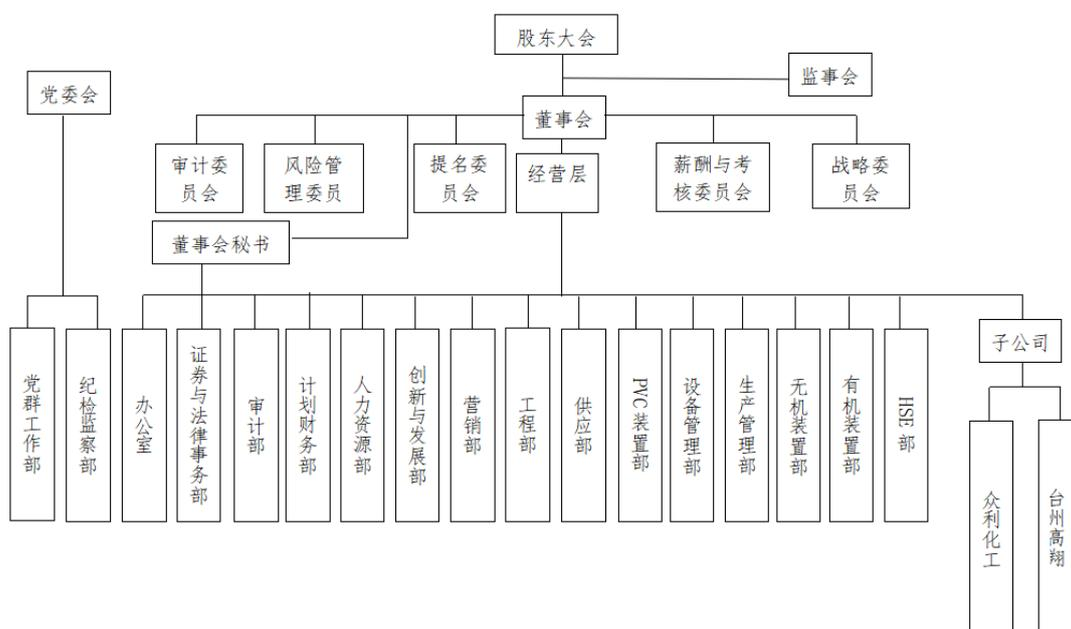 股东大会
监事会
党委会
董事会
审计委
员会
风险管
理委员
提名委
员会
经营层
薪酬与考
核委员会
战略委
员会
董事会秘书
子公司
党群工作部
纪检监察部
办公室
证券与法律事务部
审计部
计划财务部
人力资源部
创新与发展部
营销部
工程部
供应部
PVC装置部
设备管理部
生产管理部
无机装置部
有机装置部
HSE 部
众利化工
台州高翔